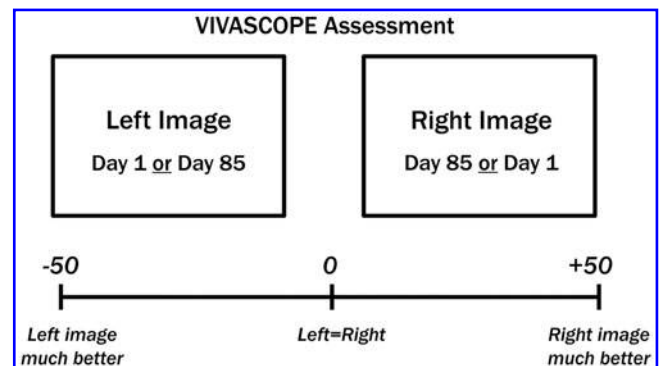 VIVASCOPE Assessment
Left Image
Day 1 or Day 85
Right Image
Day 85 or Day 1
-50
0
+50
Left image
much better
Left=Right
Right image
much better